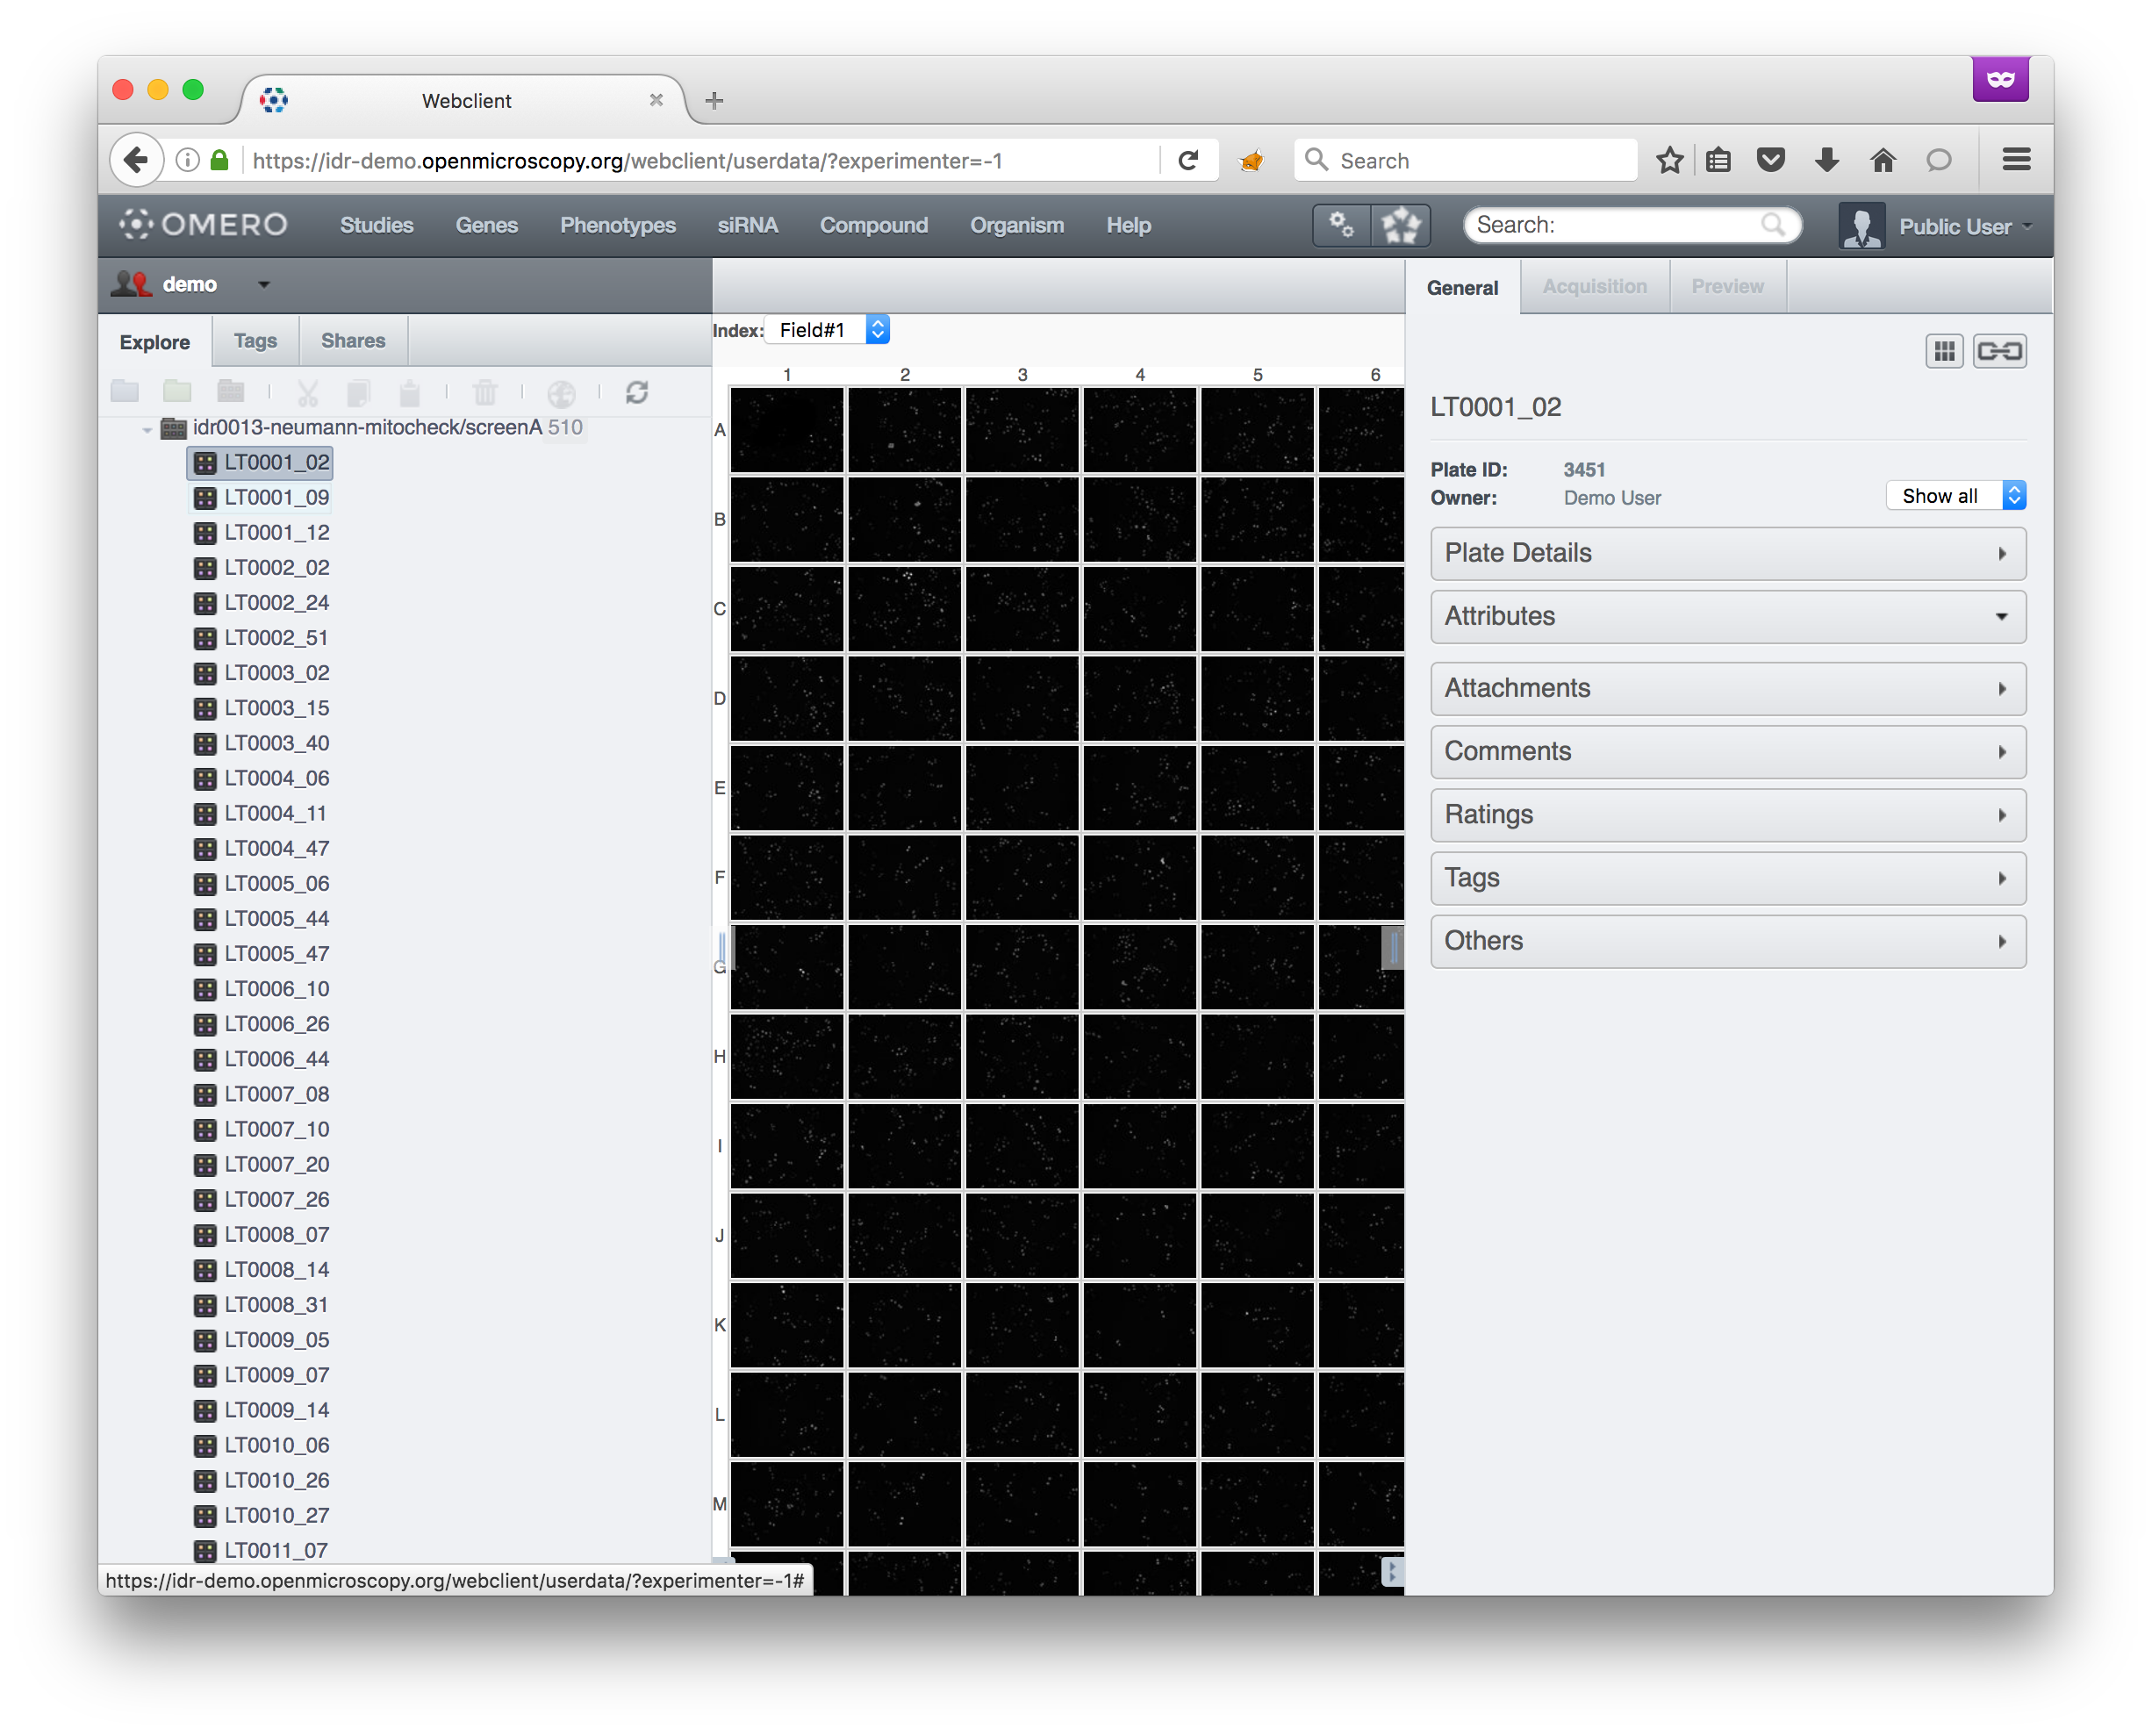 Webclient
https://idr-demo.openmicroscopy.org/webclient/userdata/?experimenter=-1
Search
OMERO Studies Genes Phenotypes siRNA Compound Organism Help Search: Public User
demo
Explore Tags Shares
idr0013-neumann-mitocheck/screenA 510
LT0001_02
LT0001_09
LT0001_12
LT0002_02
LT0002_24
LT0002_51
LT0003_02
LT0003_15
LT0003_40
LT0004_06
LT0004_11
LT0004_47
LT0005_06
LT0005_44
LT0005_47
LT0006_10
LT0006_26
LT0006_44
LT0007_08
LT0007_10
LT0007_20
LT0007_26
LT0008_07
LT0008_14
LT0008_31
LT0009_05
LT0009_07
LT0009_14
LT0010_06
LT0010_26
LT0010_27
LT0011_07
https://idr-demo.openmicroscopy.org/webclient/userdata/?experimenter=-1#
Index: Field#1
1 2 3 4 5 6
A
B
C
D
E
F
G
H
I
J
K
L
M
General Acquisition Preview
LT0001_02
Plate ID: 3451
Owner: Demo User
Show all
Plate Details
Attributes
Attachments
Comments
Ratings
Tags
Others